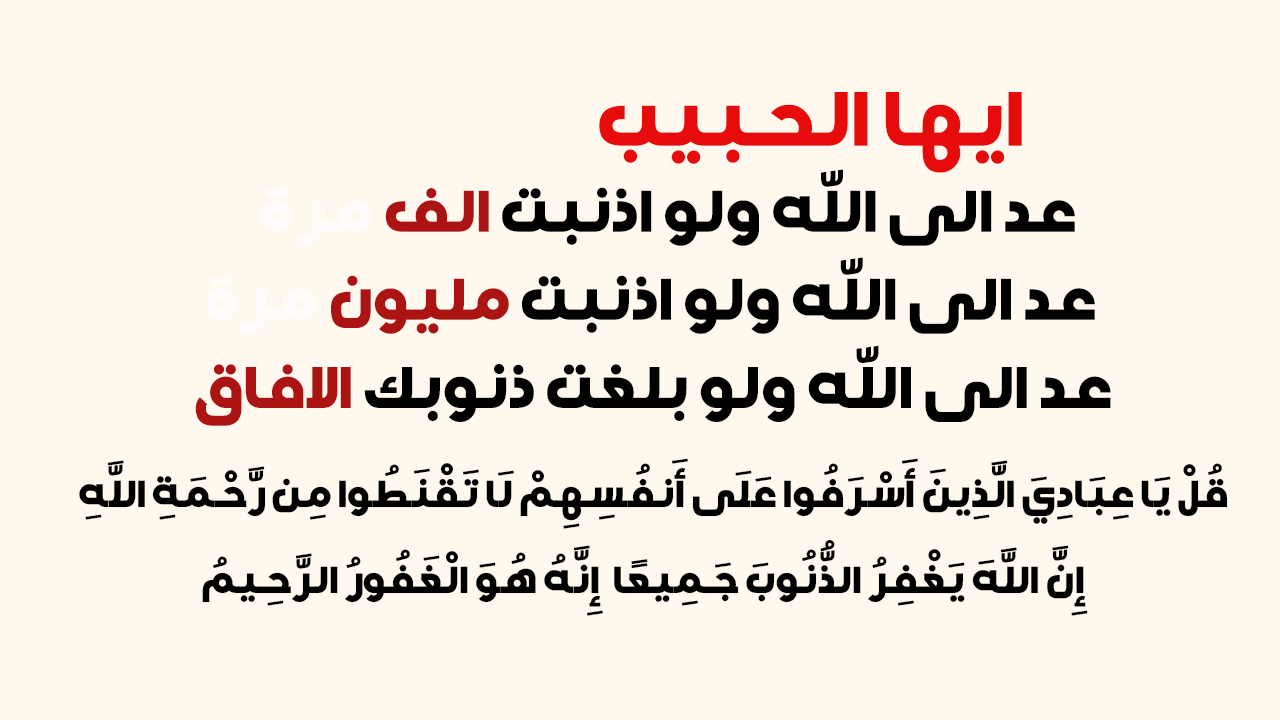 ايها الحبيب
عد الى اللّه ولو اذنبت الف مرة
عد الى اللّه ولو اذنبت مليون مرة
عد الى اللّه ولو بلغت ذنوبك الافاق
قُلْ يَا عِبَادِيَ الَّذِينَ أَسْرَفُوا عَلَى أَنفُسِهِمْ لَا تَقْنَطُوا مِن رَّحْمَةِ اللَّهِ
إِنَّ اللَّهَ يَغْفِرُ الذُّنُوبَ جَمِيعًا إِنَّهُ هُوَ الْغَفُورُ الرَّحِيمُ